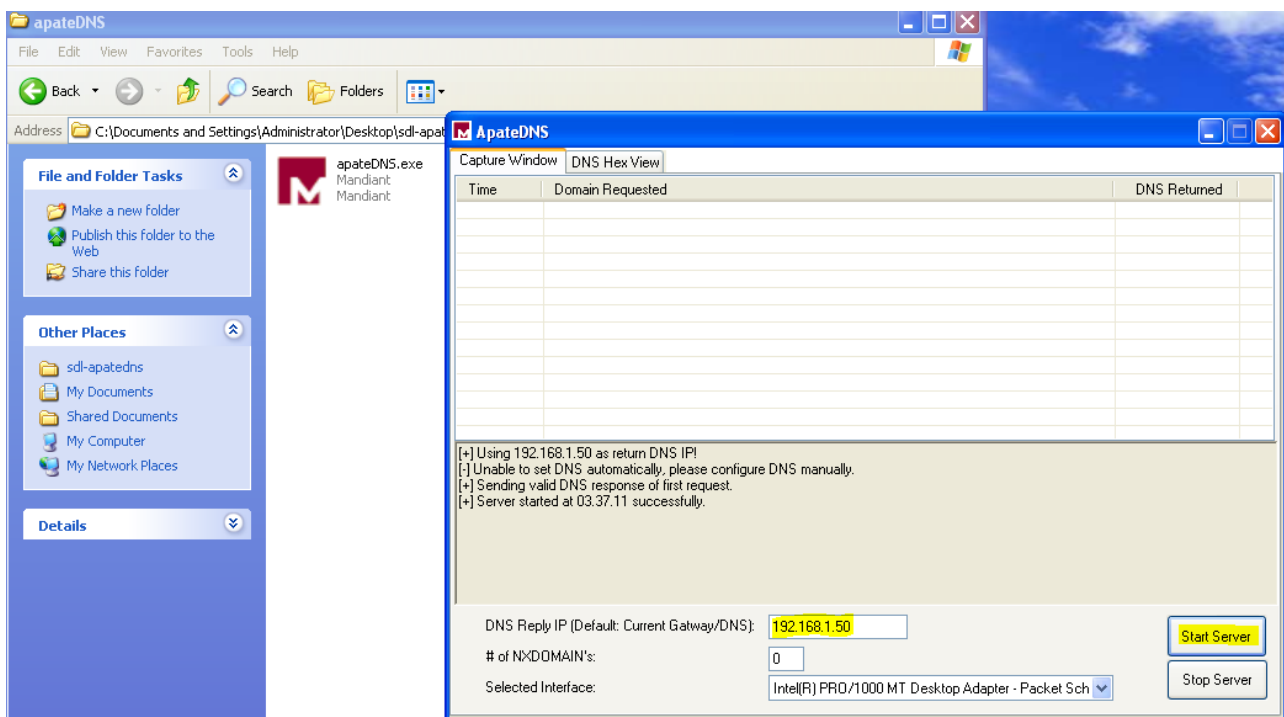 apateDNS
File Edit View Favorites Tools Help
Back Search Folders
Address C:\Documents and Settings\Administrator\Desktop\sdl-apat
File and Folder Tasks
Make a new folder
Publish this folder to the
Web
Share this folder
Other Places
sdl-apatedns
My Documents
Shared Documents
My Computer
My Network Places
Details
apateDNS.exe
Mandiant
Mandiant
ApateDNS
Capture Window DNS Hex View
Time Domain Requested DNS Returned
[+] Using 192.168.1.50 as return DNS IP!
[-] Unable to set DNS automatically, please configure DNS manually.
[+] Sending valid DNS response of first request.
[+] Server started at 03.37.11 successfully.
DNS Reply IP (Default: Current Gatway/DNS): 192.168.1.50
Start Server
# of NXDOMAIN's: 0
Selected Interface: Intel(R) PRO/1000 MT Desktop Adapter - Packet Sch
Stop Server